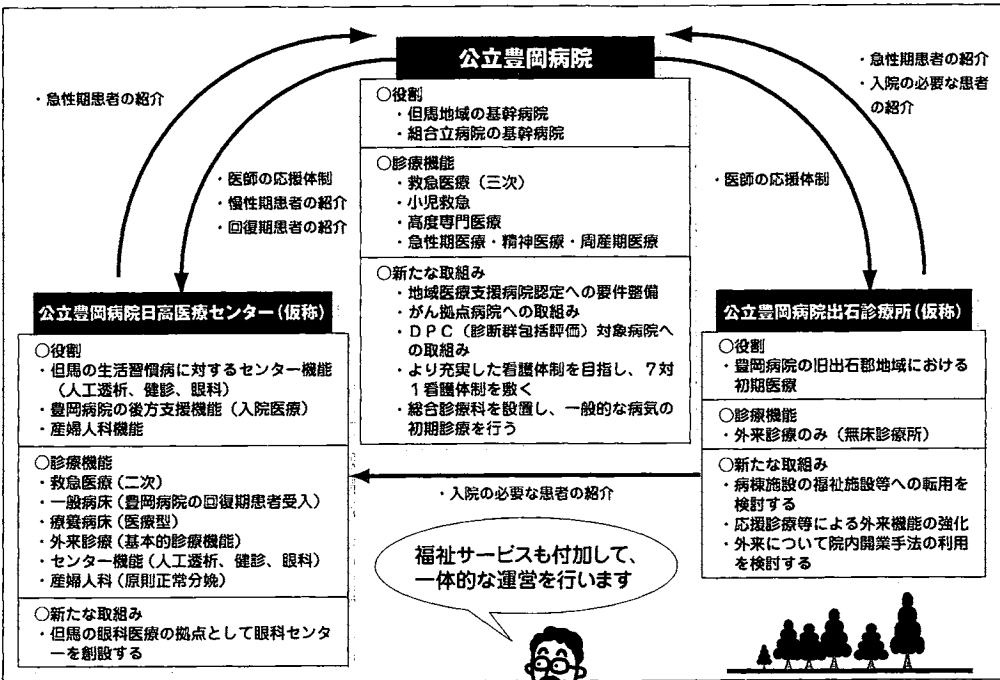 公立豊岡病院
○役割
・但馬地域の基幹病院
・組合立病院の基幹病院
○診療機能
・救急医療（三次）
・小児救急
・高度専門医療
・急性期医療・精神医療・周産期医療
○新たな取組み
・地域医療支援病院認定への要件整備
・がん拠点病院への取組み
・ＤＰＣ（診断群包括評価）対象病院へ
の取組み
・より充実した看護体制を目指し、７対
１看護体制を敷く
・総合診療科を設置し、一般的な病気の
初期診療を行う
・急性期患者の紹介
・医師の応援体制
・慢性期患者の紹介
・回復期患者の紹介
・急性期患者の紹介
・入院の必要な患者
の紹介
・医師の応援体制
公立豊岡病院日高医療センター（仮称）
○役割
・但馬の生活習慣病に対するセンター機能
（人工透析、健診、眼科）
・豊岡病院の後方支援機能（入院医療）
・産婦人科機能
○診療機能
・救急医療（二次）
・一般病床（豊岡病院の回復期患者受入）
・療養病床（医療型）
・外来診療（基本的診療機能）
・センター機能（人工透析、健診、眼科）
・産婦人科（原則正常分娩）
○新たな取組み
・但馬の眼科医療の拠点として眼科センタ
ーを創設する
公立豊岡病院出石診療所（仮称）
○役割
・豊岡病院の旧出石郡地域における
初期医療
○診療機能
・外来診療のみ（無床診療所）
○新たな取組み
・病棟施設の福祉施設等への転用を
検討する
・応援診療等による外来機能の強化
・外来について院内開業手法の利用
を検討する
・入院の必要な患者の紹介
福祉サービスも付加して、
一体的な運営を行います